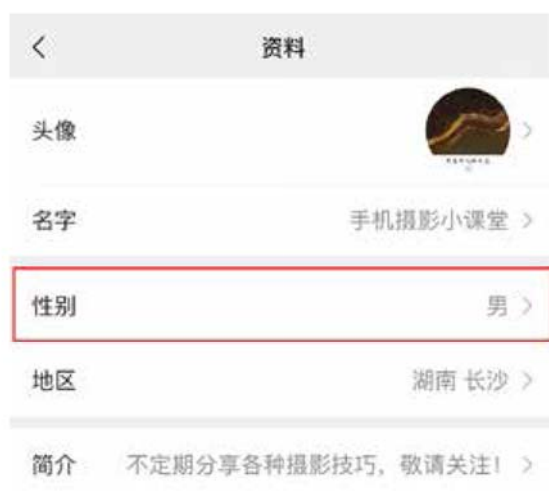 资料
头像
名字 手机摄影小课堂
性别 男
地区 湖南 长沙
简介 不定期分享各种摄影技巧，敬请关注！